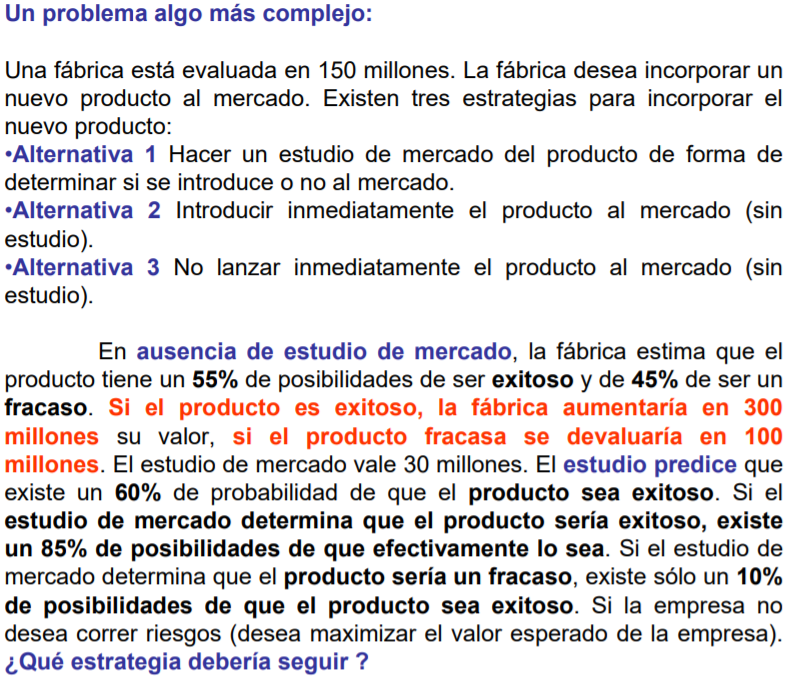 Un problema algo más complejo:
Una fábrica está evaluada en 150 millones. La fábrica desea incorporar un
nuevo producto al mercado. Existen tres estrategias para incorporar el
nuevo producto:
•Alternativa 1 Hacer un estudio de mercado del producto de forma de
determinar si se introduce o no al mercado.
•Alternativa 2 Introducir inmediatamente el producto al mercado (sin
estudio).
•Alternativa 3 No lanzar inmediatamente el producto al mercado (sin
estudio).
En ausencia de estudio de mercado, la fábrica estima que el
producto tiene un 55% de posibilidades de ser exitoso y de 45% de ser un
fracaso. Si el producto es exitoso, la fábrica aumentaría en 300
millones su valor, si el producto fracasa se devaluaría en 100
millones. El estudio de mercado vale 30 millones. El estudio predice que
existe un 60% de probabilidad de que el producto sea exitoso. Si el
estudio de mercado determina que el producto sería exitoso, existe
un 85% de posibilidades de que efectivamente lo sea. Si el estudio de
mercado determina que el producto sería un fracaso, existe sólo un 10%
de posibilidades de que el producto sea exitoso. Si la empresa no
desea correr riesgos (desea maximizar el valor esperado de la empresa).
¿Qué estrategia debería seguir ?